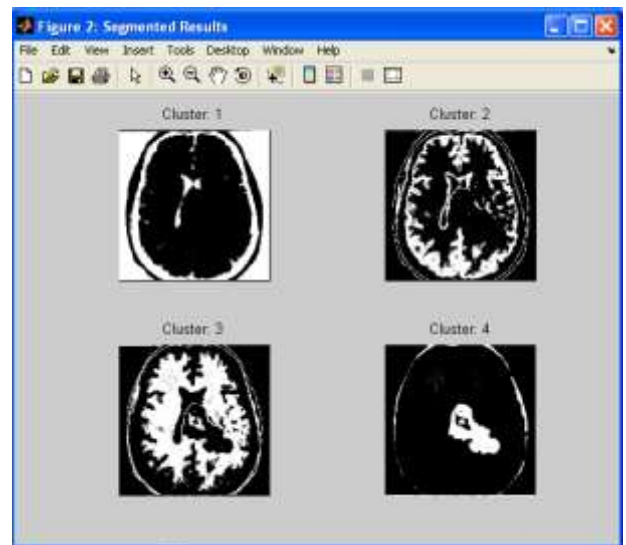 Figure 2: Segmented Results
File Edit View Insert Tools Desktop Window Help
Cluster: 1
Cluster: 2
Cluster: 3
Cluster: 4